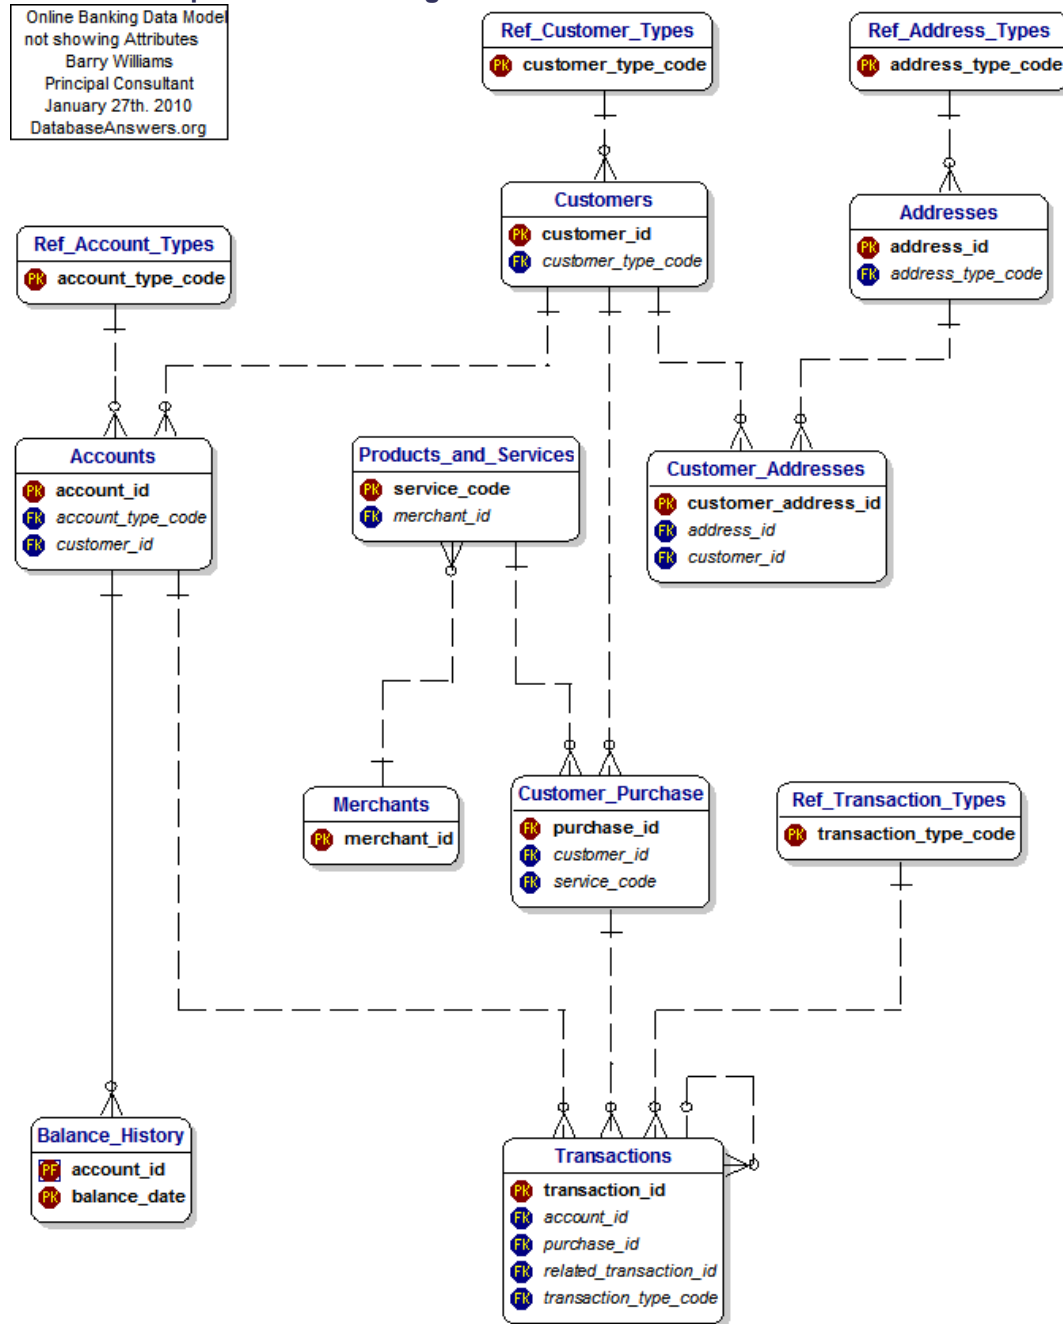 Online Banking Data Model
not showing Attributes
Barry Williams
Principal Consultant
January 27th. 2010
DatabaseAnswers.org
Ref_Customer_Types
PK customer_type_code
Ref_Address_Types
PK address_type_code
Customers
PK customer_id
FK customer_type_code
Addresses
PK address_id
FK address_type_code
Ref_Account_Types
PK account_type_code
Accounts
PK account_id
FK account_type_code
FK customer_id
Products_and_Services
PK service_code
FK merchant_id
Customer_Addresses
PK customer_address_id
FK address_id
FK customer_id
Merchants
PK merchant_id
Customer_Purchase
FK purchase_id
FK customer_id
FK service_code
Ref_Transaction_Types
PK transaction_type_code
Balance_History
PF account_id
PK balance_date
Transactions
PK transaction_id
FK account_id
FK purchase_id
FK related_transaction_id
FK transaction_type_code